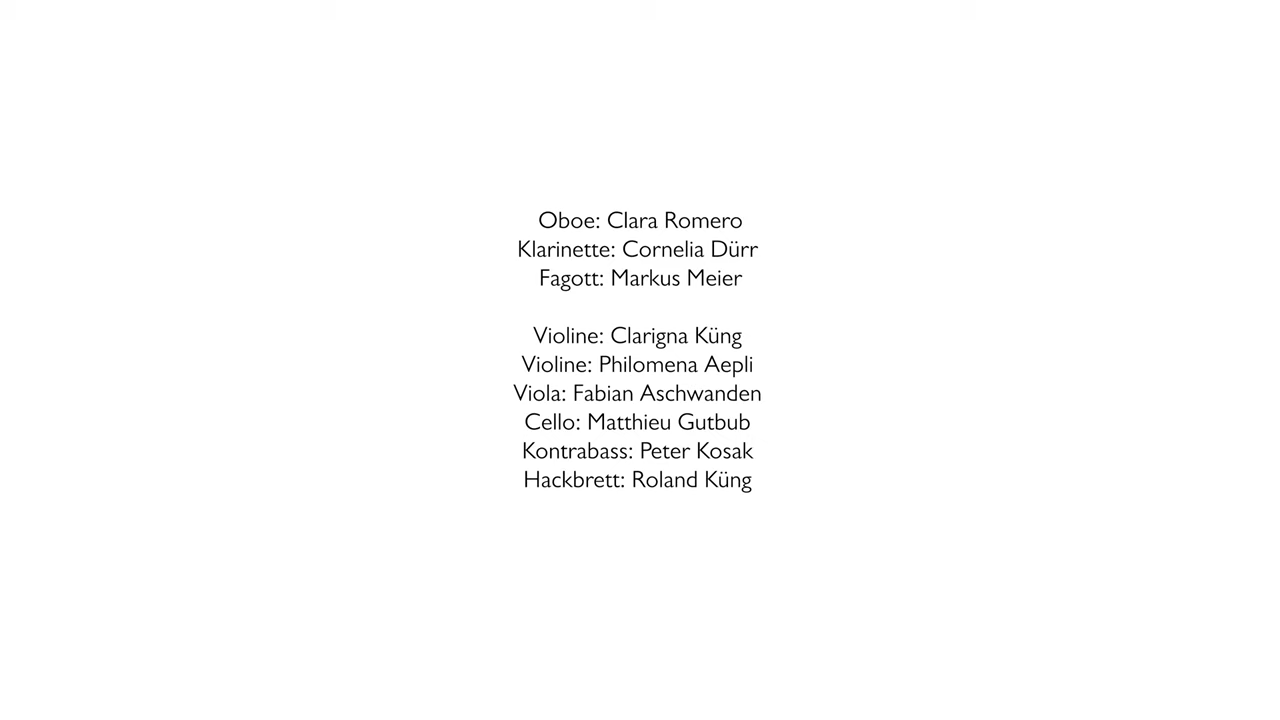 Oboe: Clara Romero
Klarinette: Cornelia Dürr
Fagott: Markus Meier
Violine: Clarigna Küng
Violine: Philomena Aepli
Viola: Fabian Aschwanden
Cello: Matthieu Gutbub
Kontrabass: Peter Kosak
Hackbrett: Roland Küng